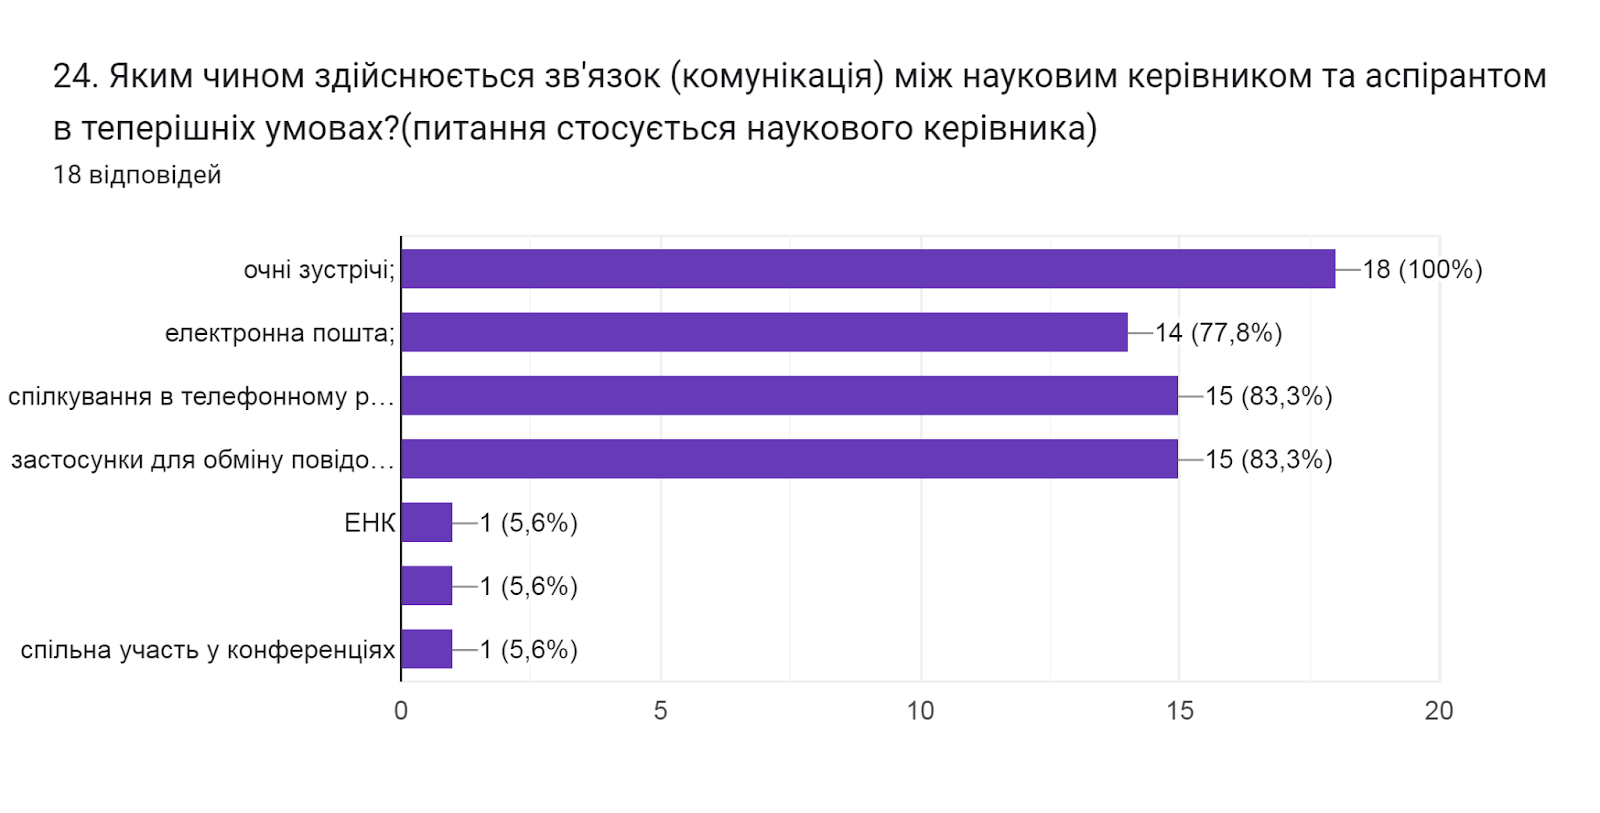 24. Яким чином здійснюється зв'язок (комунікація) між науковим керівником та аспірантом
в теперішніх умовах?(питання стосується наукового керівника)
18 відповідей
очні зустрічі; 18 (100%)
електронна пошта; 14 (77,8%)
спілкування в телефонному р… 15 (83,3%)
застосунки для обміну повідо… 15 (83,3%)
ЕНК 1 (5,6%)
1 (5,6%)
спільна участь у конференціях 1 (5,6%)
0 5 10 15 20